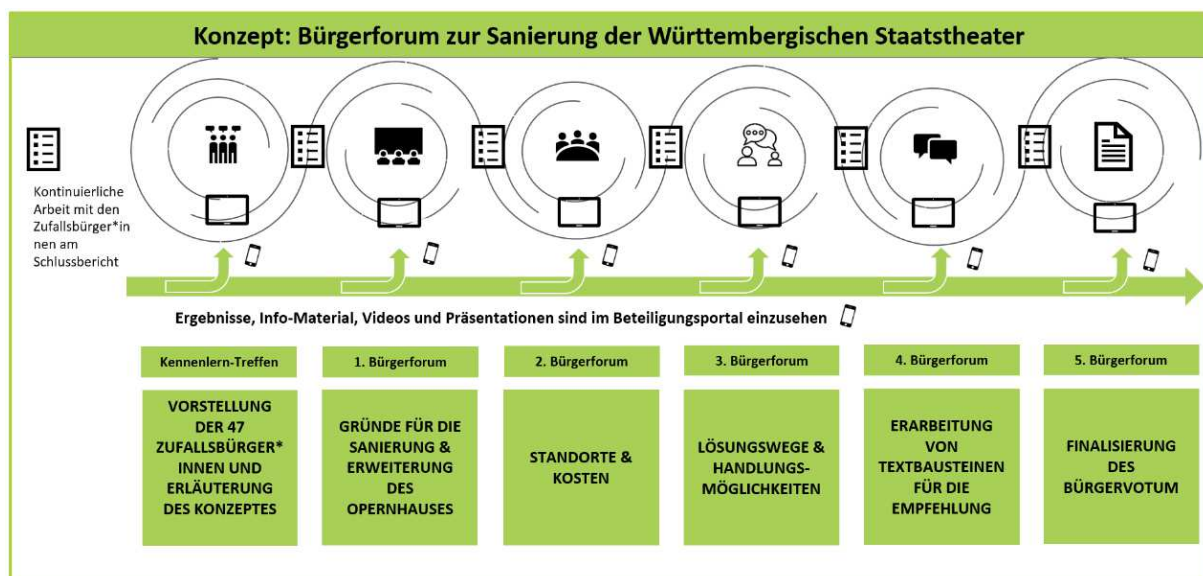 Konzept: Bürgerforum zur Sanierung der Württembergischen Staatstheater
Kontinuierliche
Arbeit mit den
Zufallsbürger*in
nen am
Schlussbericht
Ergebnisse, Info-Material, Videos und Präsentationen sind im Beteiligungsportal einzusehen
Kennenlern-Treffen
VORSTELLUNG
DER 47
ZUFALLSBÜRGER*
INNEN UND
ERLÄUTERUNG
DES KONZEPTES
1. Bürgerforum
GRÜNDE FÜR DIE
SANIERUNG &
ERWEITERUNG
DES
OPERNHAUSES
2. Bürgerforum
STANDORTE &
KOSTEN
3. Bürgerforum
LÖSUNGSWEGE &
HANDLUNGS-
MÖGLICHKEITEN
4. Bürgerforum
ERARBEITUNG
VON
TEXTBAUSTEINEN
FÜR DIE
EMPFEHLUNG
5. Bürgerforum
FINALISIERUNG
DES
BÜRGERVOTUM